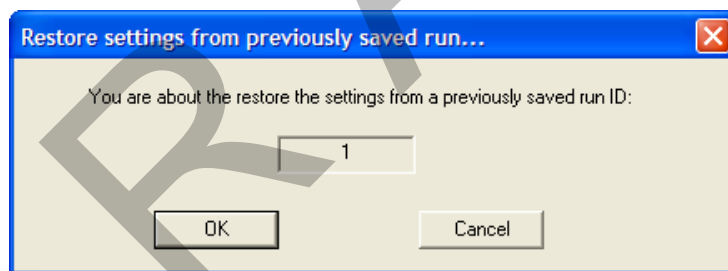 Restore settings from previously saved run...
You are about the restore the settings from a previously saved run ID:
1
OK Cancel